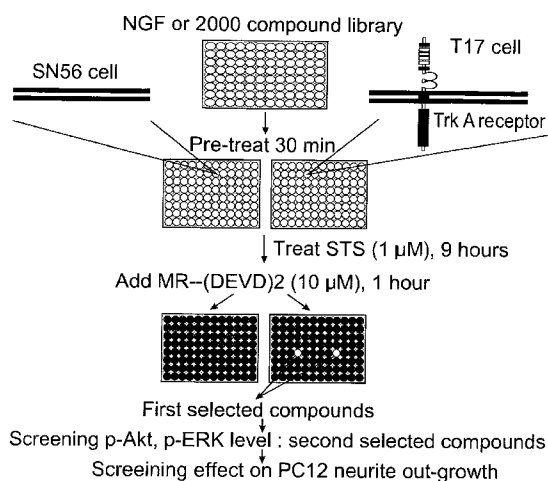 NGF or 2000 compound library
SN56 cell
T17 cell
Trk A receptor
Pre-treat 30 min
Treat STS (1 µM), 9 hours
Add MR--(DEVD)2 (10 µM), 1 hour
First selected compounds
Screening p-Akt, p-ERK level : second selected compounds
Screeining effect on PC12 neurite out-growth